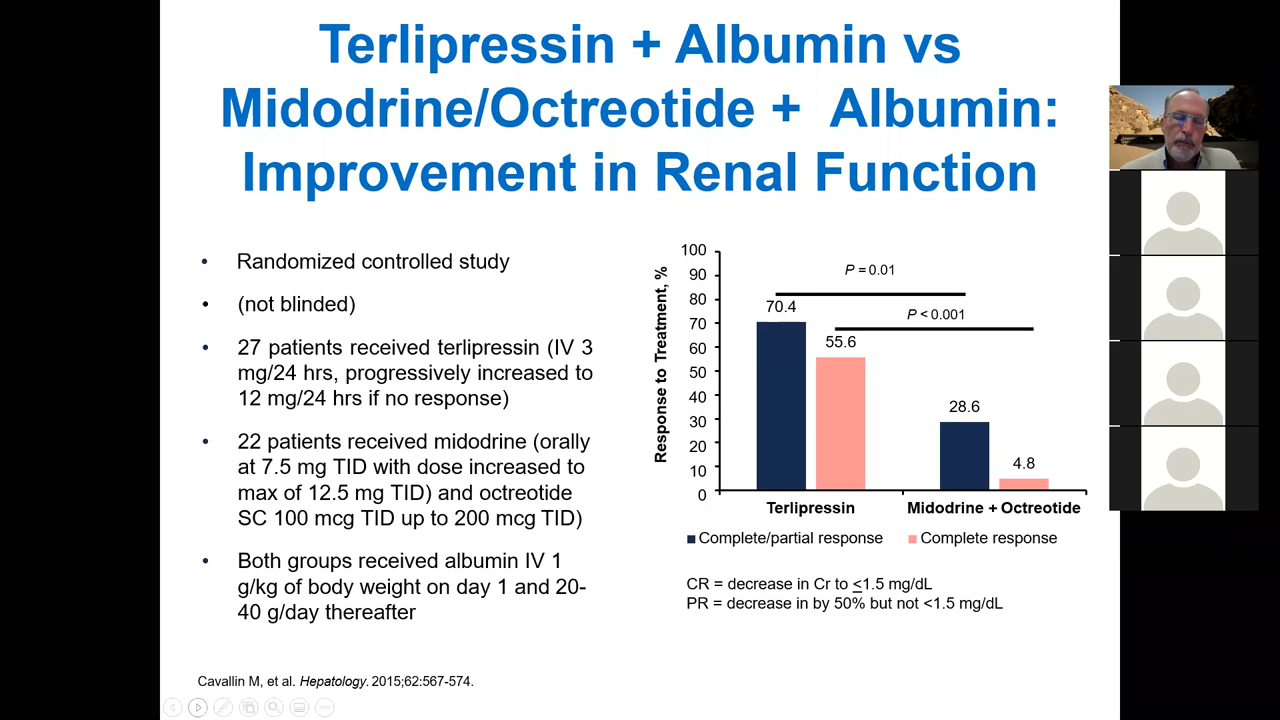 Terlipressin + Albumin vs
Midodrine/Octreotide + Albumin:
Improvement in Renal Function
• Randomized controlled study
• (not blinded)
• 27 patients received terlipressin (IV 3
mg/24 hrs, progressively increased to
12 mg/24 hrs if no response)
• 22 patients received midodrine (orally
at 7.5 mg TID with dose increased to
max of 12.5 mg TID) and octreotide
SC 100 mcg TID up to 200 mcg TID)
• Both groups received albumin IV 1
g/kg of body weight on day 1 and 20-
40 g/day thereafter
Response to Treatment, %
100
90
80
70
60
50
40
30
20
10
0
P = 0.01
P < 0.001
70.4
55.6
28.6
4.8
Terlipressin
Midodrine + Octreotide
Complete/partial response
Complete response
CR = decrease in Cr to ≤1.5 mg/dL
PR = decrease in by 50% but not <1.5 mg/dL
Cavallin M, et al. Hepatology. 2015;62:567-574.